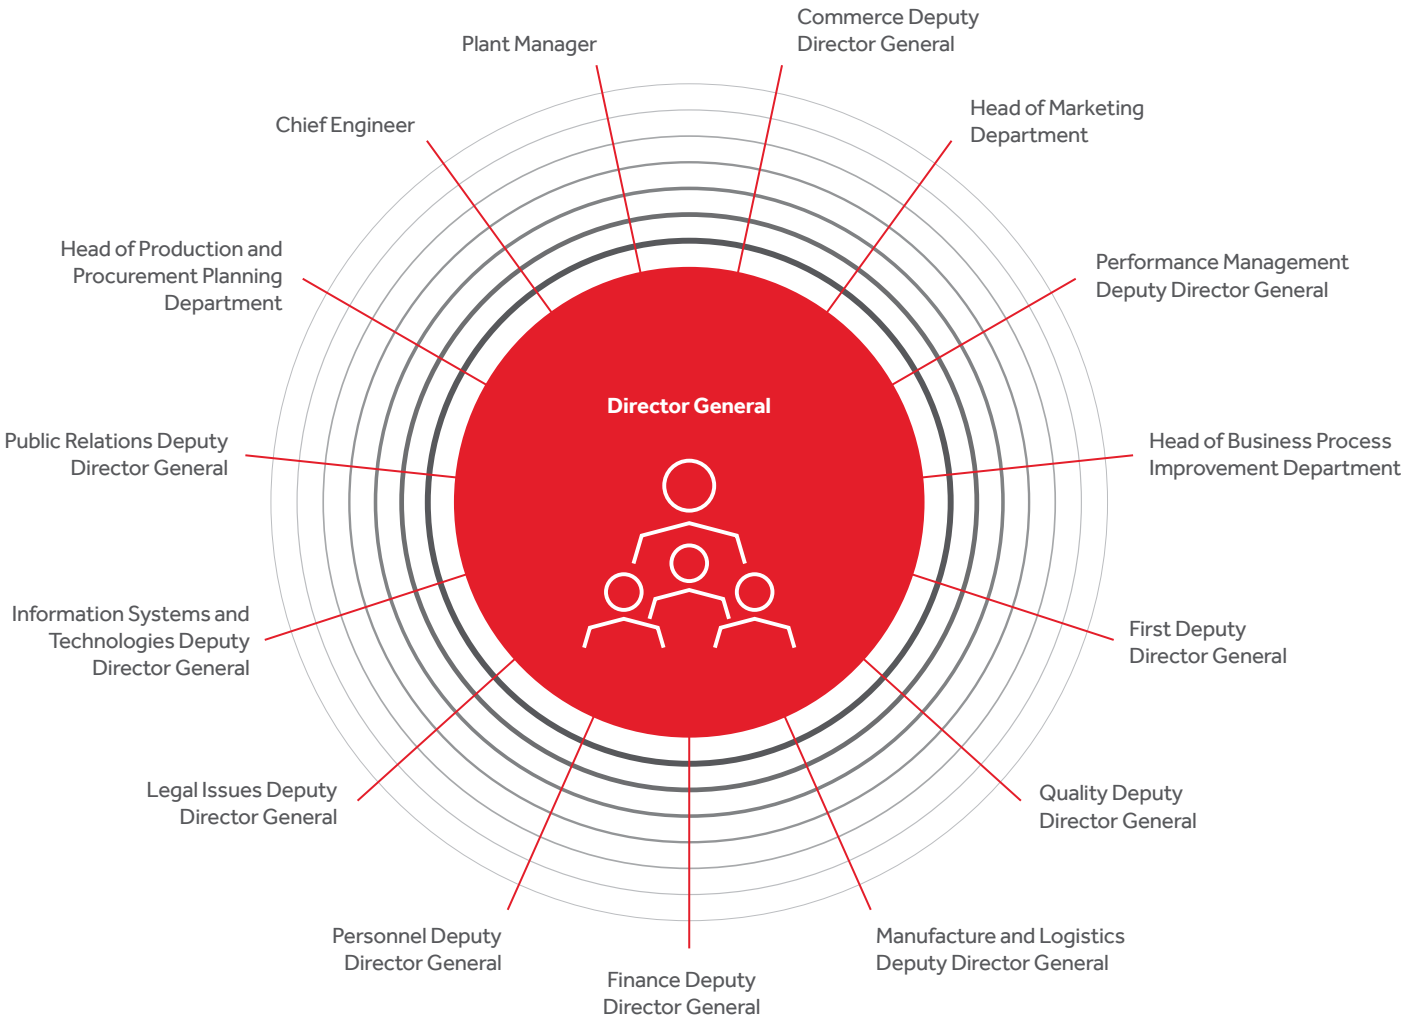 Commerce Deputy
Director General
Plant Manager
Head of Marketing
Department
Chief Engineer
Head of Production and
Procurement Planning
Department
Performance Management
Deputy Director General
Director General
Public Relations Deputy
Director General
Head of Business Process
Improvement Department
Information Systems and
Technologies Deputy
Director General
First Deputy
Director General
Legal Issues Deputy
Director General
Quality Deputy
Director General
Personnel Deputy
Director General
Manufacture and Logistics
Deputy Director General
Finance Deputy
Director General